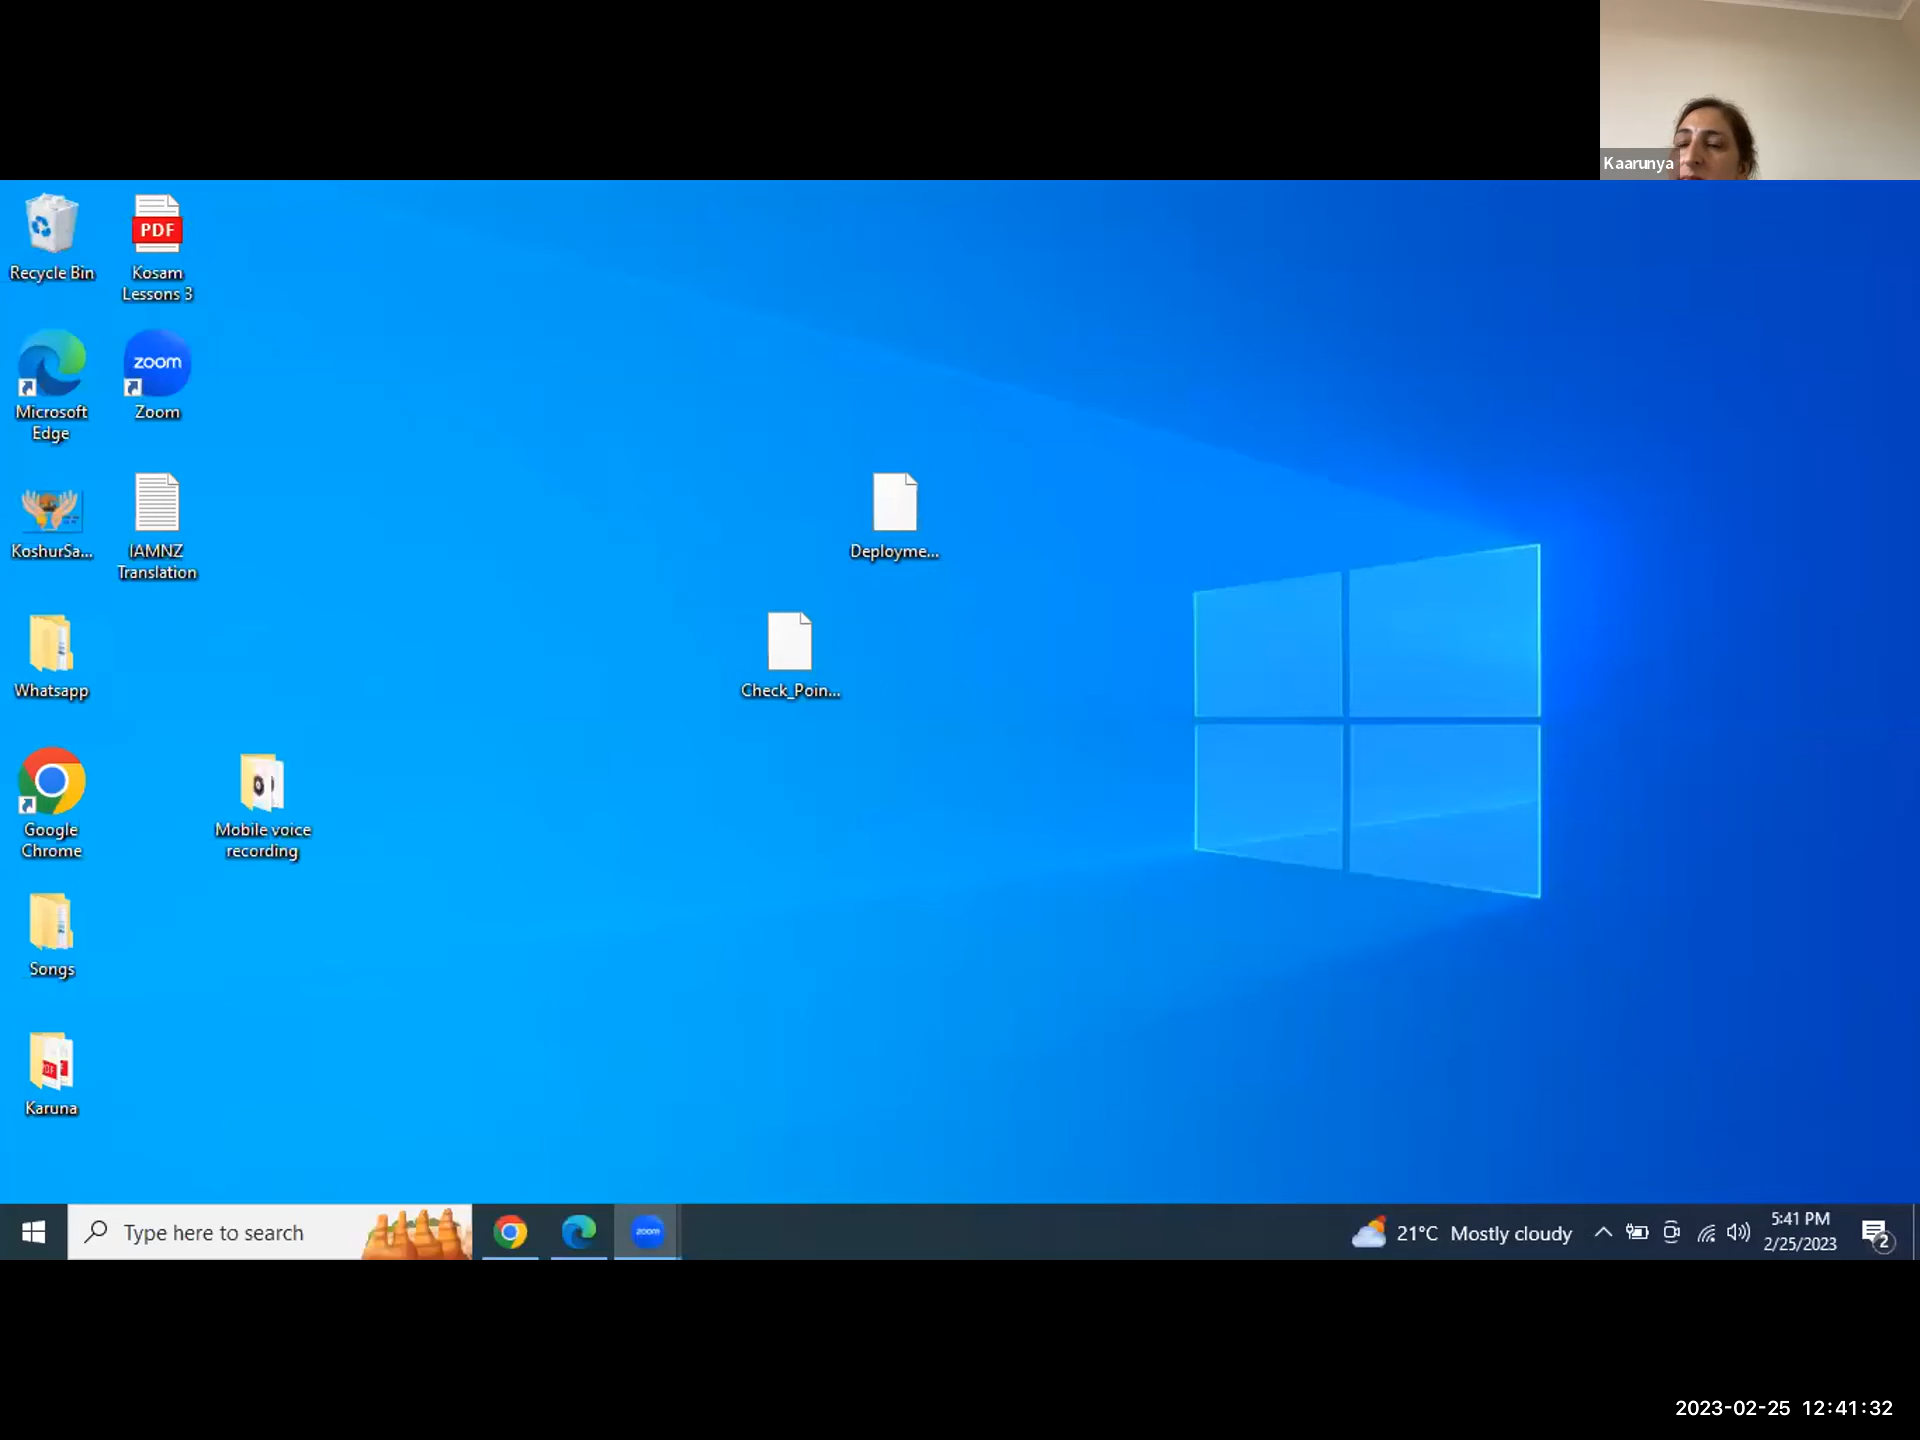 Kaarunya
PDF
Recycle Bin
Kosam
Lessons 3
zoom
Microsoft
Edge
Zoom
KoshurSa...
IAMNZ
Translation
Deployme...
Whatsapp
Check_Poin...
Google
Chrome
Mobile voice
recording
Songs
PDF
Karuna
Type here to search
zoom
21°C Mostly cloudy
5:41 PM
2/25/2023
2
2023-02-25 12:41:32